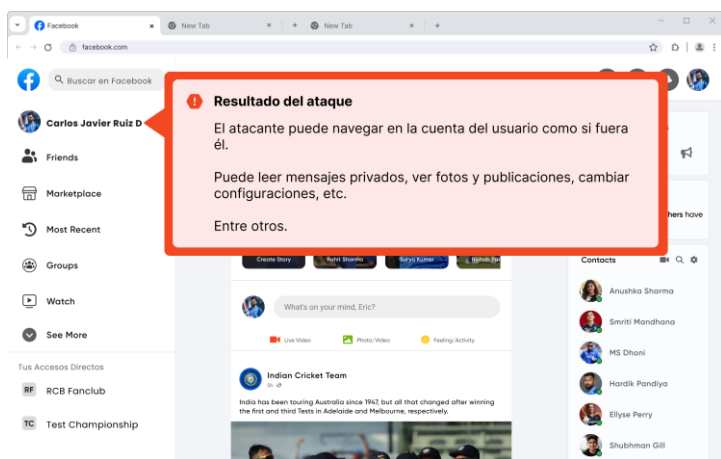 Facebook
New Tab
New Tab
facebook.com
Buscar en Facebook
Carlos Javier Ruiz D
Friends
Marketplace
Most Recent
Groups
Watch
See More
Tus Accesos Directos
RF RCB Fanclub
TC Test Championship
Resultado del ataque
El atacante puede navegar en la cuenta del usuario como si fuera
él.
Puede leer mensajes privados, ver fotos y publicaciones, cambiar
configuraciones, etc.
Entre otros.
Create Story Rohit Sharma Surya Kumar Rishab Pan
What's on your mind, Eric?
Live Video Photo/Video Feeling/Activity
Indian Cricket Team
5h
India has been touring Australia since 1947, but all that changed after winning
the first and third Tests in Adelaide and Melbourne, respectively.
hers have
Contacts
Anushka Sharma
Smriti Mandhana
MS Dhoni
Hardik Pandiya
Ellyse Perry
Shubhman Gill